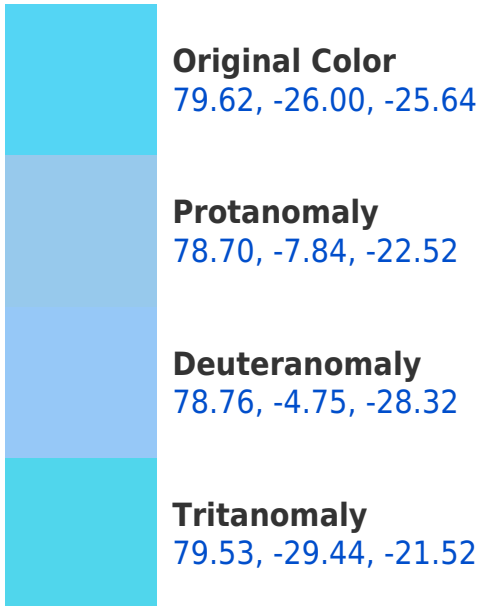 Original Color
79.62, -26.00, -25.64
Protanomaly
78.70, -7.84, -22.52
Deuteranomaly
78.76, -4.75, -28.32
Tritanomaly
79.53, -29.44, -21.52